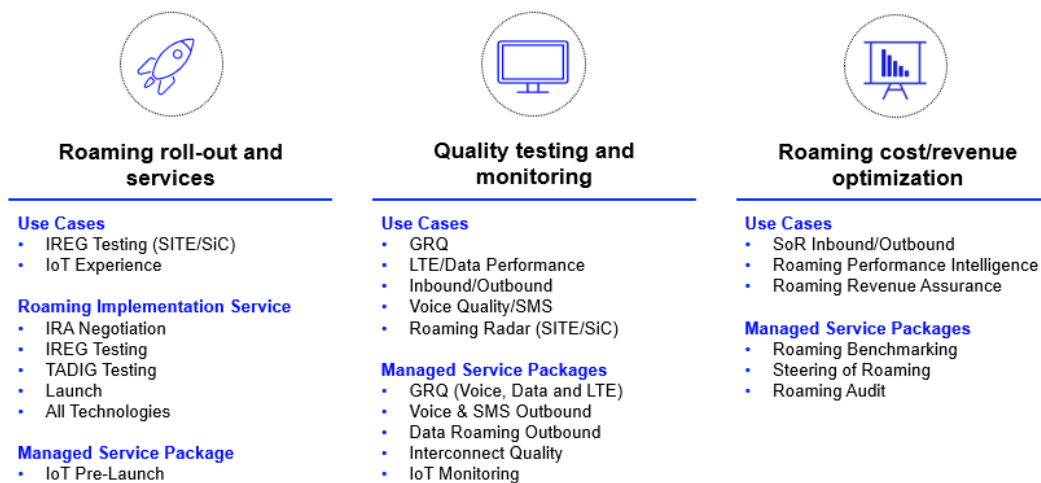 Roaming roll-out and
services
Use Cases
• IREG Testing (SITE/SiC)
• IoT Experience
Roaming Implementation Service
• IRA Negotiation
• IREG Testing
• TADIG Testing
• Launch
• All Technologies
Managed Service Package
• IoT Pre-Launch
Quality testing and
monitoring
Use Cases
• GRQ
• LTE/Data Performance
• Inbound/Outbound
• Voice Quality/SMS
• Roaming Radar (SITE/SiC)
Managed Service Packages
• GRQ (Voice, Data and LTE)
• Voice & SMS Outbound
• Data Roaming Outbound
• Interconnect Quality
• IoT Monitoring
Roaming cost/revenue
optimization
Use Cases
• SoR Inbound/Outbound
• Roaming Performance Intelligence
• Roaming Revenue Assurance
Managed Service Packages
• Roaming Benchmarking
• Steering of Roaming
• Roaming Audit